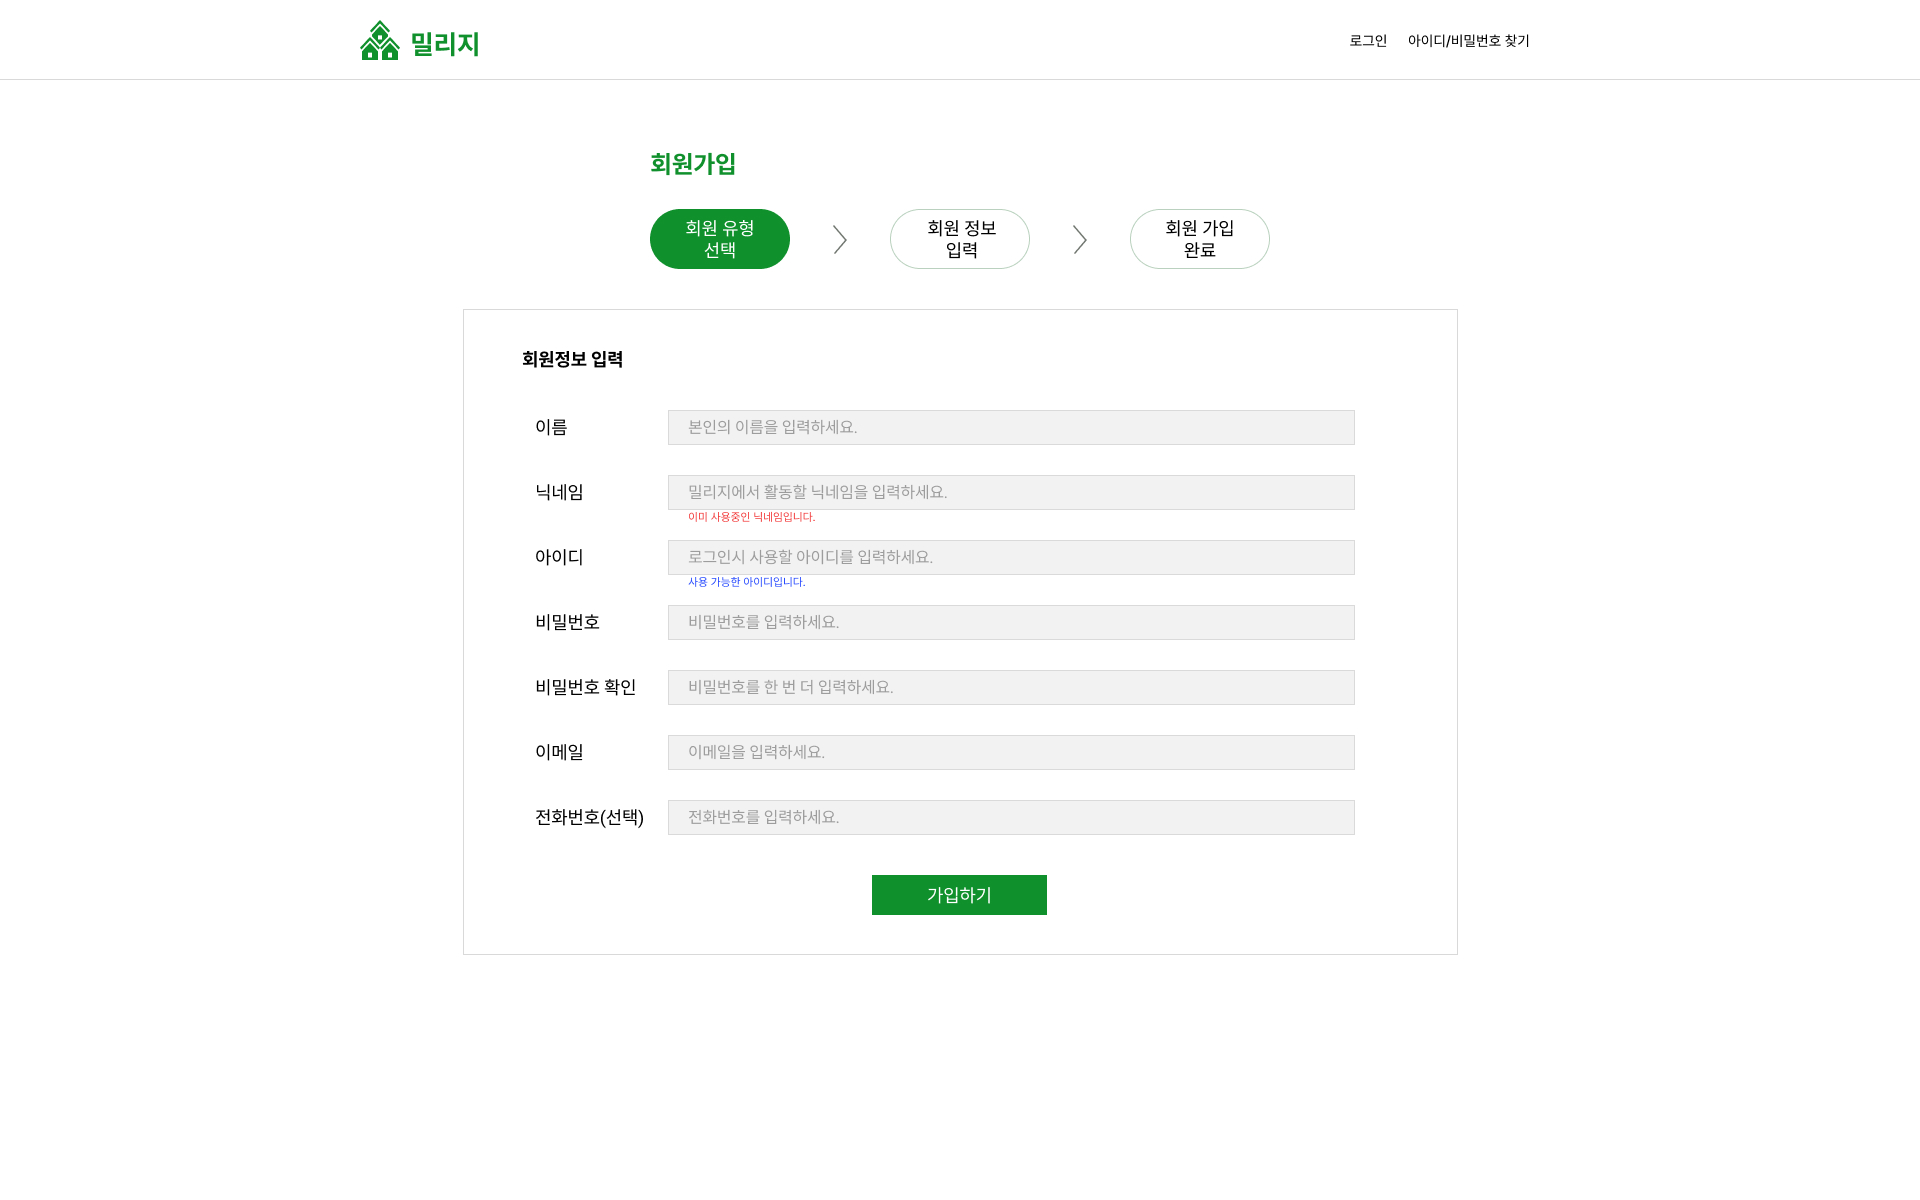 밀리지
로그인 아이디/비밀번호 찾기
회원가입
회원 유형
선택
회원 정보
입력
회원 가입
완료
회원정보 입력
이름 본인의 이름을 입력하세요.
닉네임 밀리지에서 활동할 닉네임을 입력하세요.
이미 사용중인 닉네임입니다.
아이디 로그인시 사용할 아이디를 입력하세요.
사용 가능한 아이디입니다.
비밀번호 비밀번호를 입력하세요.
비밀번호 확인 비밀번호를 한 번 더 입력하세요.
이메일 이메일을 입력하세요.
전화번호(선택) 전화번호를 입력하세요.
가입하기